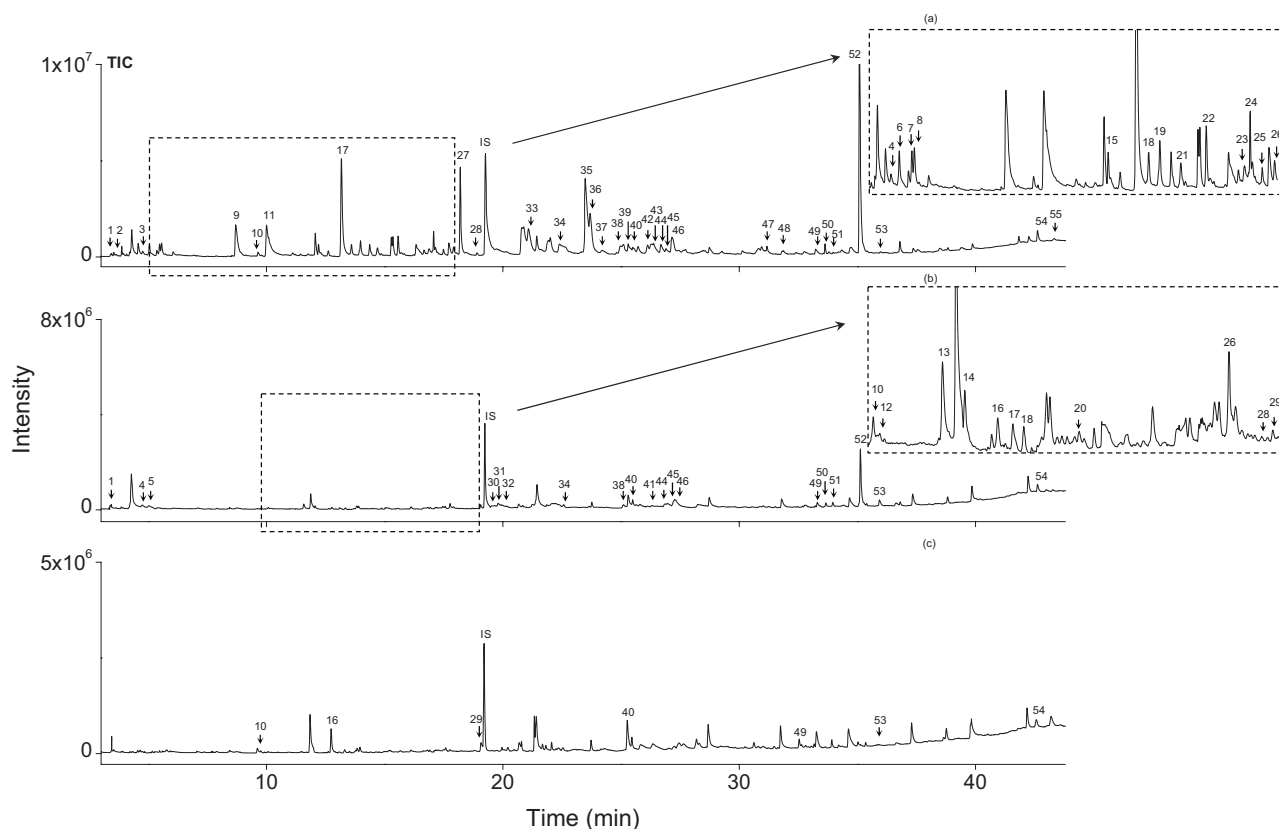 (a)
TIC
1x10⁷
0
1 2 3 9 10 11 17 27 28 IS 33 34 35 36 37 38 39 40 42 43 44 45 46 47 48 49 50 51 52 53 54 55
4 6 7 8 15 18 19 21 22 23 24 25 26
(b)
8x10⁶
0
1 4 5 IS 30 31 32 34 38 40 41 44 45 46 49 50 51 52 53 54
10 12 13 14 16 17 18 20 26 28 29
(c)
5x10⁶
0
10 16 29 IS 40 49 53 54
Intensity
10 20 30 40
Time (min)